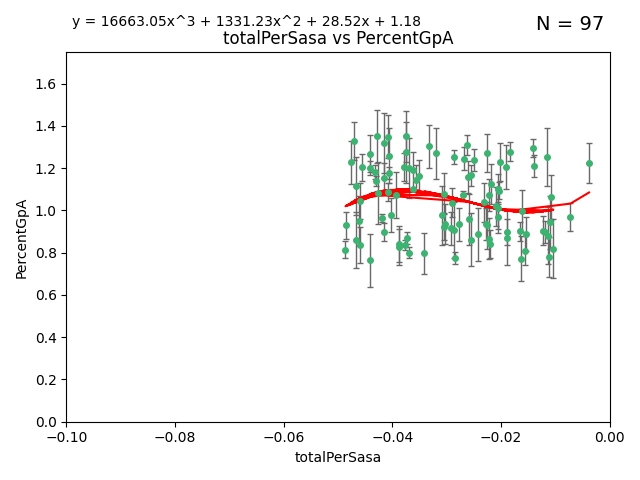 y = 16663.05x^3 + 1331.23x^2 + 28.52x + 1.18
N = 97
totalPerSasa vs PercentGpA
PercentGpA
1.6
1.4
1.2
1.0
0.8
0.6
0.4
0.2
0.0
−0.10 −0.08 −0.06 −0.04 −0.02 0.00
totalPerSasa